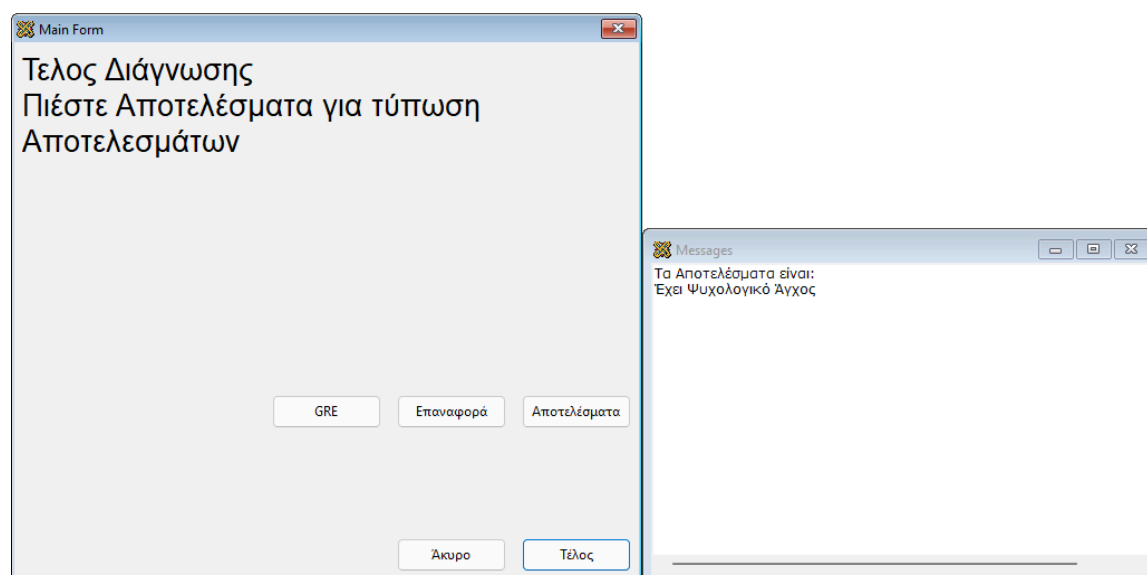 Main Form
Τελος Διάγνωσης
Πιέστε Αποτελέσματα για τύπωση
Αποτελεσμάτων
GRE
Επαναφορά
Αποτελέσματα
Άκυρο
Τέλος
Messages
Τα Αποτελέσματα είναι:
Έχει Ψυχολογικό Άγχος